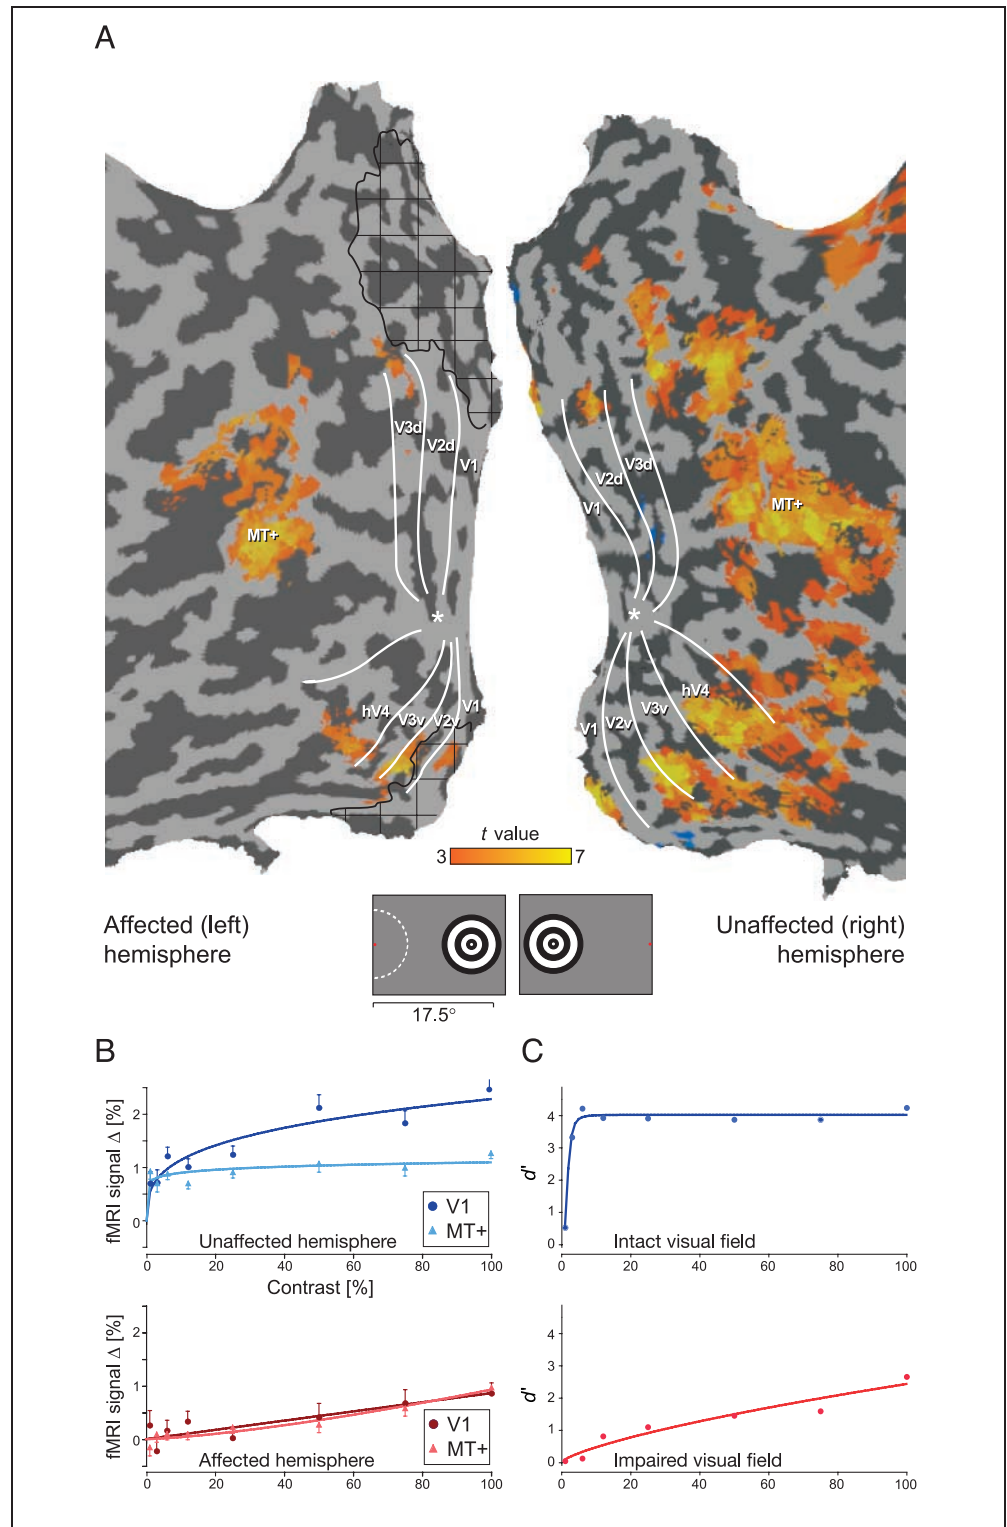 A
V3d
V2d
V1
MT+
*
hV4
V3v
V2v
V1
V3d
V2d
V1
MT+
*
hV4
V3v
V2v
V1
t value
3 7
Affected (left)
hemisphere
Unaffected (right)
hemisphere
17.5°
B
fMRI signal Δ [%]
2
1
0
V1
MT+
Unaffected hemisphere
0 20 40 60 80 100
Contrast [%]
fMRI signal Δ [%]
2
1
0
V1
MT+
Affected hemisphere
0 20 40 60 80 100
C
d'
4
3
2
1
0
Intact visual field
0 20 40 60 80 100
d'
4
3
2
1
0
Impaired visual field
0 20 40 60 80 100